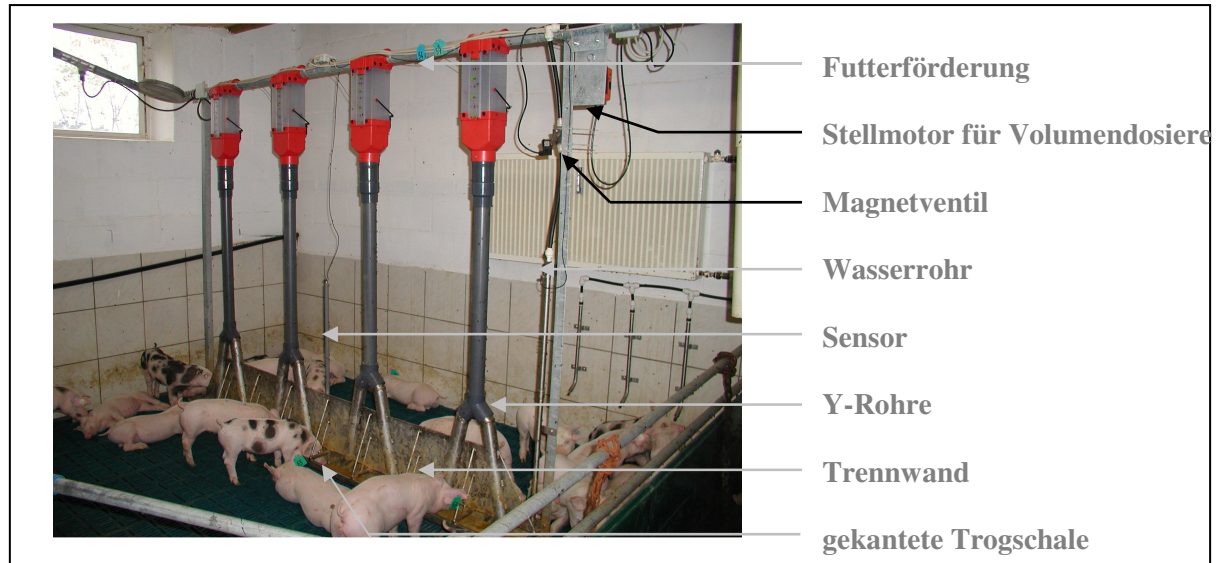 Futterförderung
Stellmotor für Volumendosiere
Magnetventil
Wasserrohr
Sensor
Y-Rohre
Trennwand
gekantete Trogschale